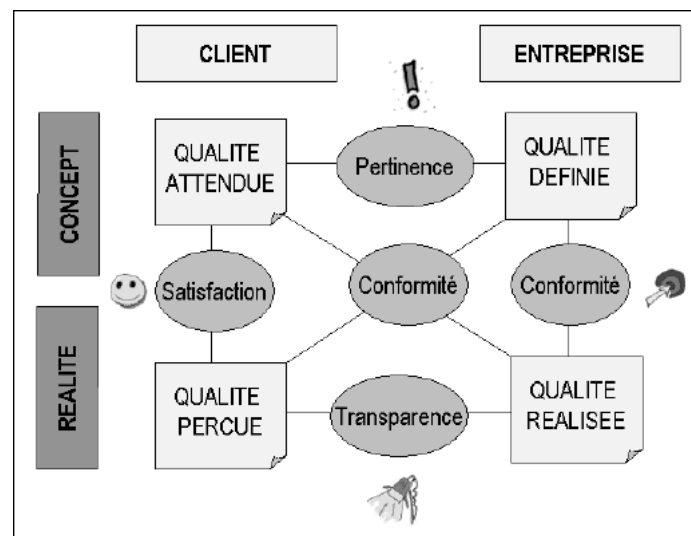 CLIENT
ENTREPRISE
CONCEPT
QUALITE
ATTENDUE
Pertinence
QUALITE
DEFINIE
Satisfaction
Conformité
Conformité
REALITE
QUALITE
PERCUE
Transparence
QUALITE
REALISEE